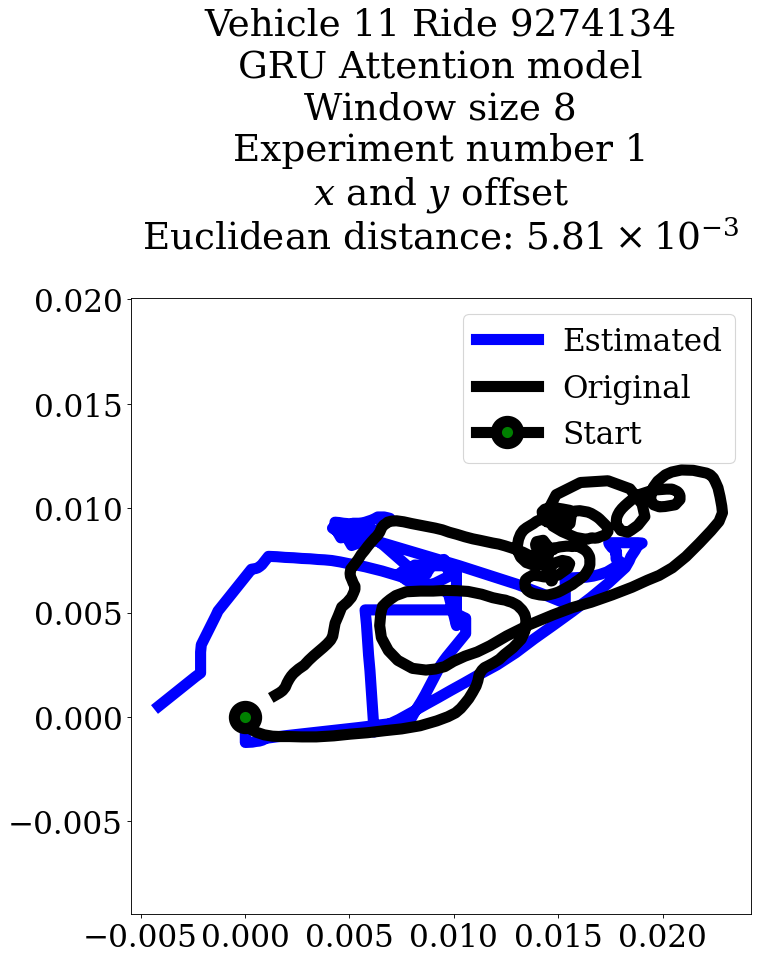 Vehicle 11 Ride 9274134
GRU Attention model
Window size 8
Experiment number 1
x and y offset
Euclidean distance: 5.81 × 10⁻³
0.020
0.015
0.010
0.005
0.000
−0.005
Estimated
Original
Start
−0.005 0.000 0.005 0.010 0.015 0.020